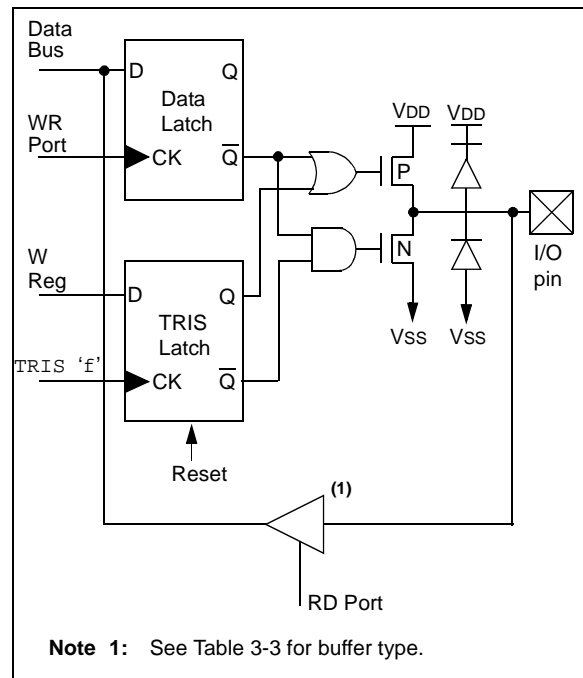 Data
Bus
D
Q
Data
Latch
WR
Port
CK
Q
VDD
VDD
P
N
I/O
pin
W
Reg
D
Q
TRIS
Latch
VSS
VSS
TRIS 'f'
CK
Q
Reset
(1)
RD Port
Note 1: See Table 3-3 for buffer type.